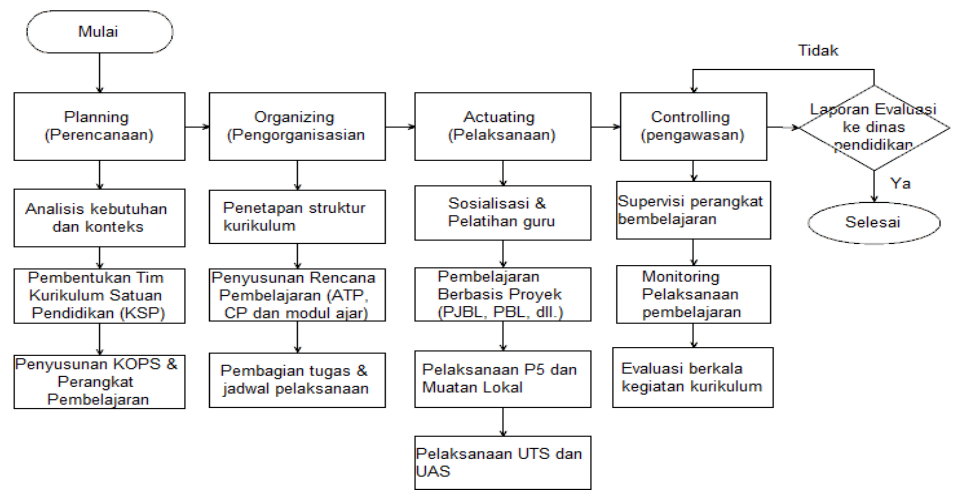 Mulai
Tidak
Planning
(Perencanaan)
Organizing
(Pengorganisasian
Actuating
(Pelaksanaan)
Controlling
(pengawasan)
Laporan Evaluasi
ke dinas
pendidikan
Ya
Selesai
Analisis kebutuhan
dan konteks
Pembentukan Tim
Kurikulum Satuan
Pendidikan (KSP)
Penyusunan KOPS &
Perangkat
Pembelajaran
Penetapan struktur
kurikulum
Penyusunan Rencana
Pembelajaran (ATP,
CP dan modul ajar)
Pembagian tugas &
jadwal pelaksanaan
Sosialisasi &
Pelatihan guru
Pembelajaran
Berbasis Proyek
(PJBL, PBL, dll.)
Pelaksanaan P5 dan
Muatan Lokal
Pelaksanaan UTS dan
UAS
Supervisi perangkat
bembelajaran
Monitoring
Pelaksanaan
pembelajaran
Evaluasi berkala
kegiatan kurikulum